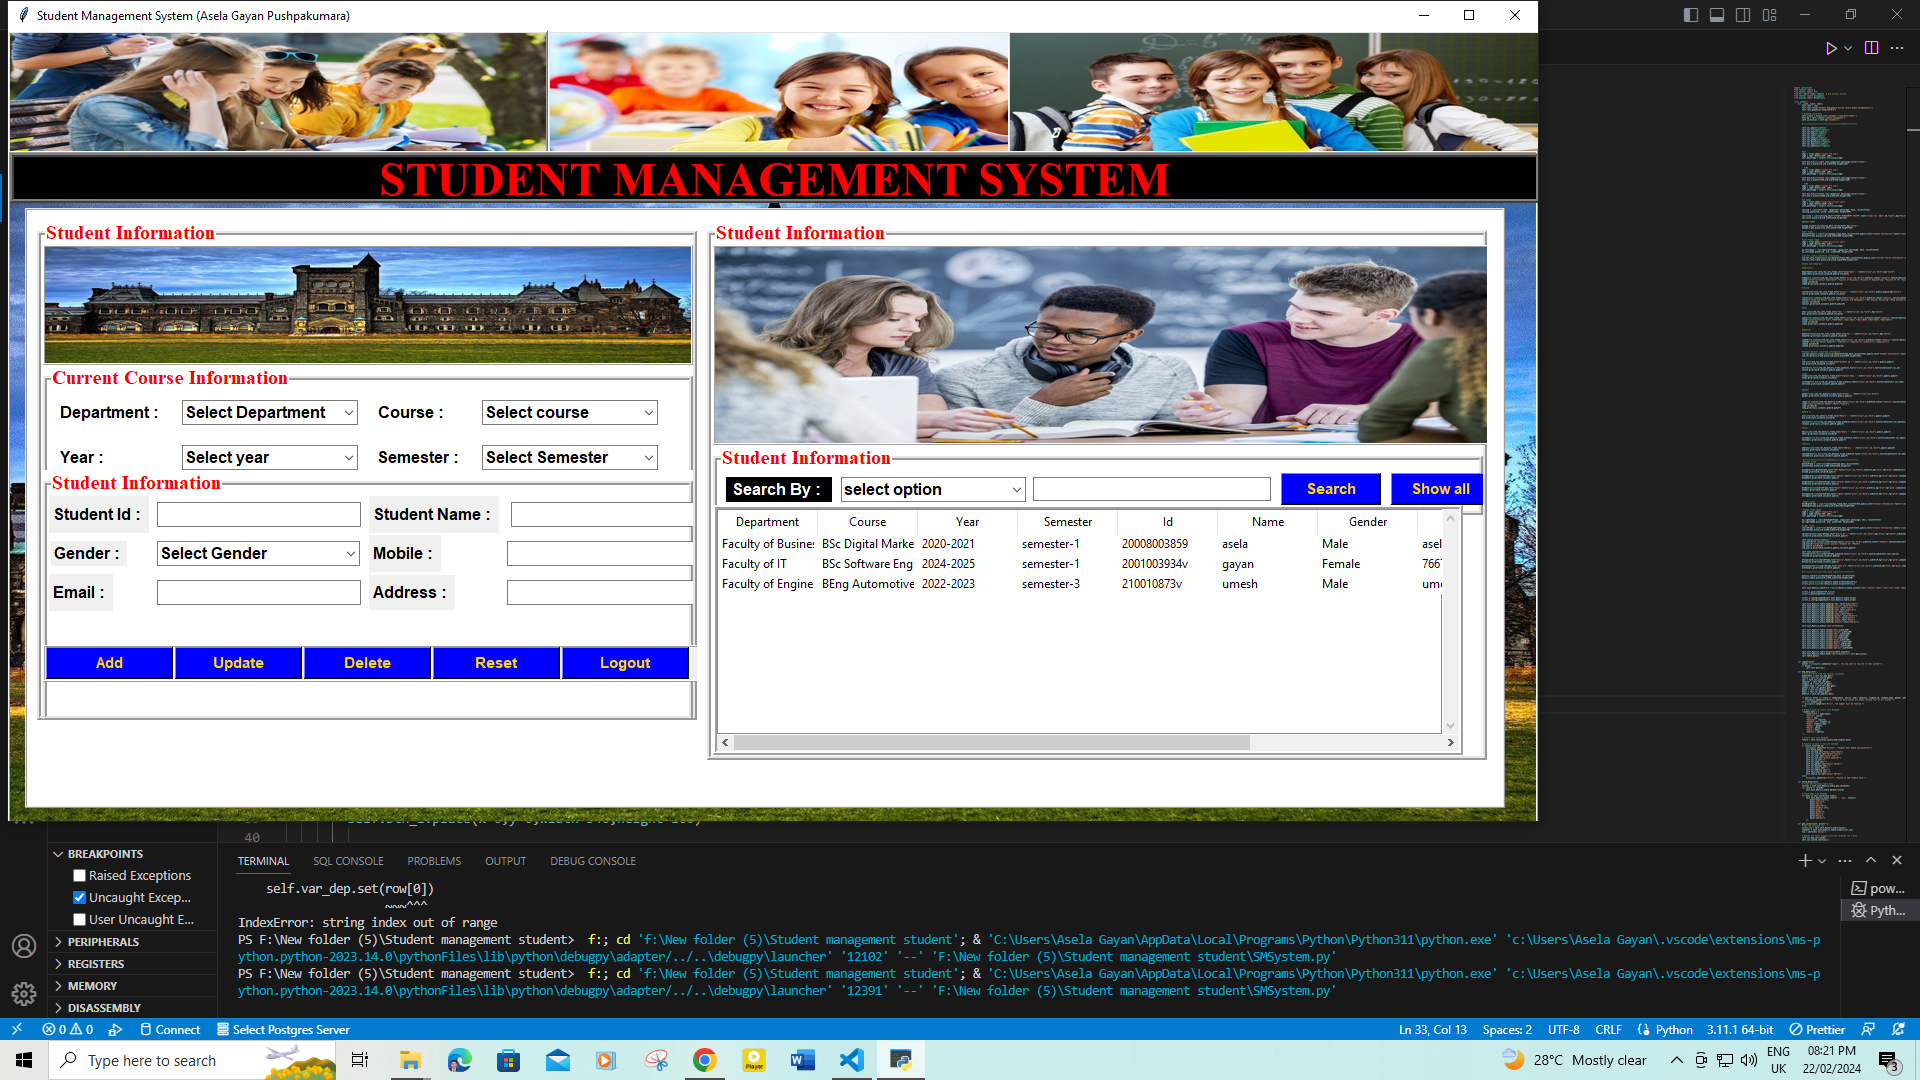 Student Management System (Asela Gayan Pushpakumara)
STUDENT MANAGEMENT SYSTEM
Student Information
Current Course Information
Department : Select Department Course : Select course
Year : Select year Semester : Select Semester
Student Information
Student Id : Student Name :
Gender : Select Gender Mobile :
Email : Address :
Add Update Delete Reset Logout
Student Information
Student Information
Search By : select option Search Show all
Department Course Year Semester Id Name Gender
Faculty of Busines BSc Digital Marke 2020-2021 semester-1 20008003859 asela Male asel
Faculty of IT BSc Software Eng 2024-2025 semester-1 2001003934v gayan Female 766
Faculty of Engine BEng Automotive 2022-2023 semester-3 210010873v umesh Male ume
40
BREAKPOINTS
Raised Exceptions
Uncaught Excep...
User Uncaught E...
PERIPHERALS
REGISTERS
MEMORY
DISASSEMBLY
TERMINAL SQL CONSOLE PROBLEMS OUTPUT DEBUG CONSOLE
self.var_dep.set(row[0])
~~~^^^
IndexError: string index out of range
PS F:\New folder (5)\Student management student> f:; cd 'f:\New folder (5)\Student management student'; & 'C:\Users\Asela Gayan\AppData\Local\Programs\Python\Python311\python.exe' 'c:\Users\Asela Gayan\.vscode\extensions\ms-p
ython.python-2023.14.0\pythonFiles\lib\python\debugpy\adapter/../..\debugpy\launcher' '12102' '--' 'F:\New folder (5)\Student management student\SMSystem.py'
PS F:\New folder (5)\Student management student> f:; cd 'f:\New folder (5)\Student management student'; & 'C:\Users\Asela Gayan\AppData\Local\Programs\Python\Python311\python.exe' 'c:\Users\Asela Gayan\.vscode\extensions\ms-p
ython.python-2023.14.0\pythonFiles\lib\python\debugpy\adapter/../..\debugpy\launcher' '12391' '--' 'F:\New folder (5)\Student management student\SMSystem.py'
pow...
Pyth...
0 0 Connect Select Postgres Server Ln 33, Col 13 Spaces: 2 UTF-8 CRLF Python 3.11.1 64-bit Prettier
Type here to search
Player
28°C Mostly clear
ENG
UK
08:21 PM
22/02/2024
3